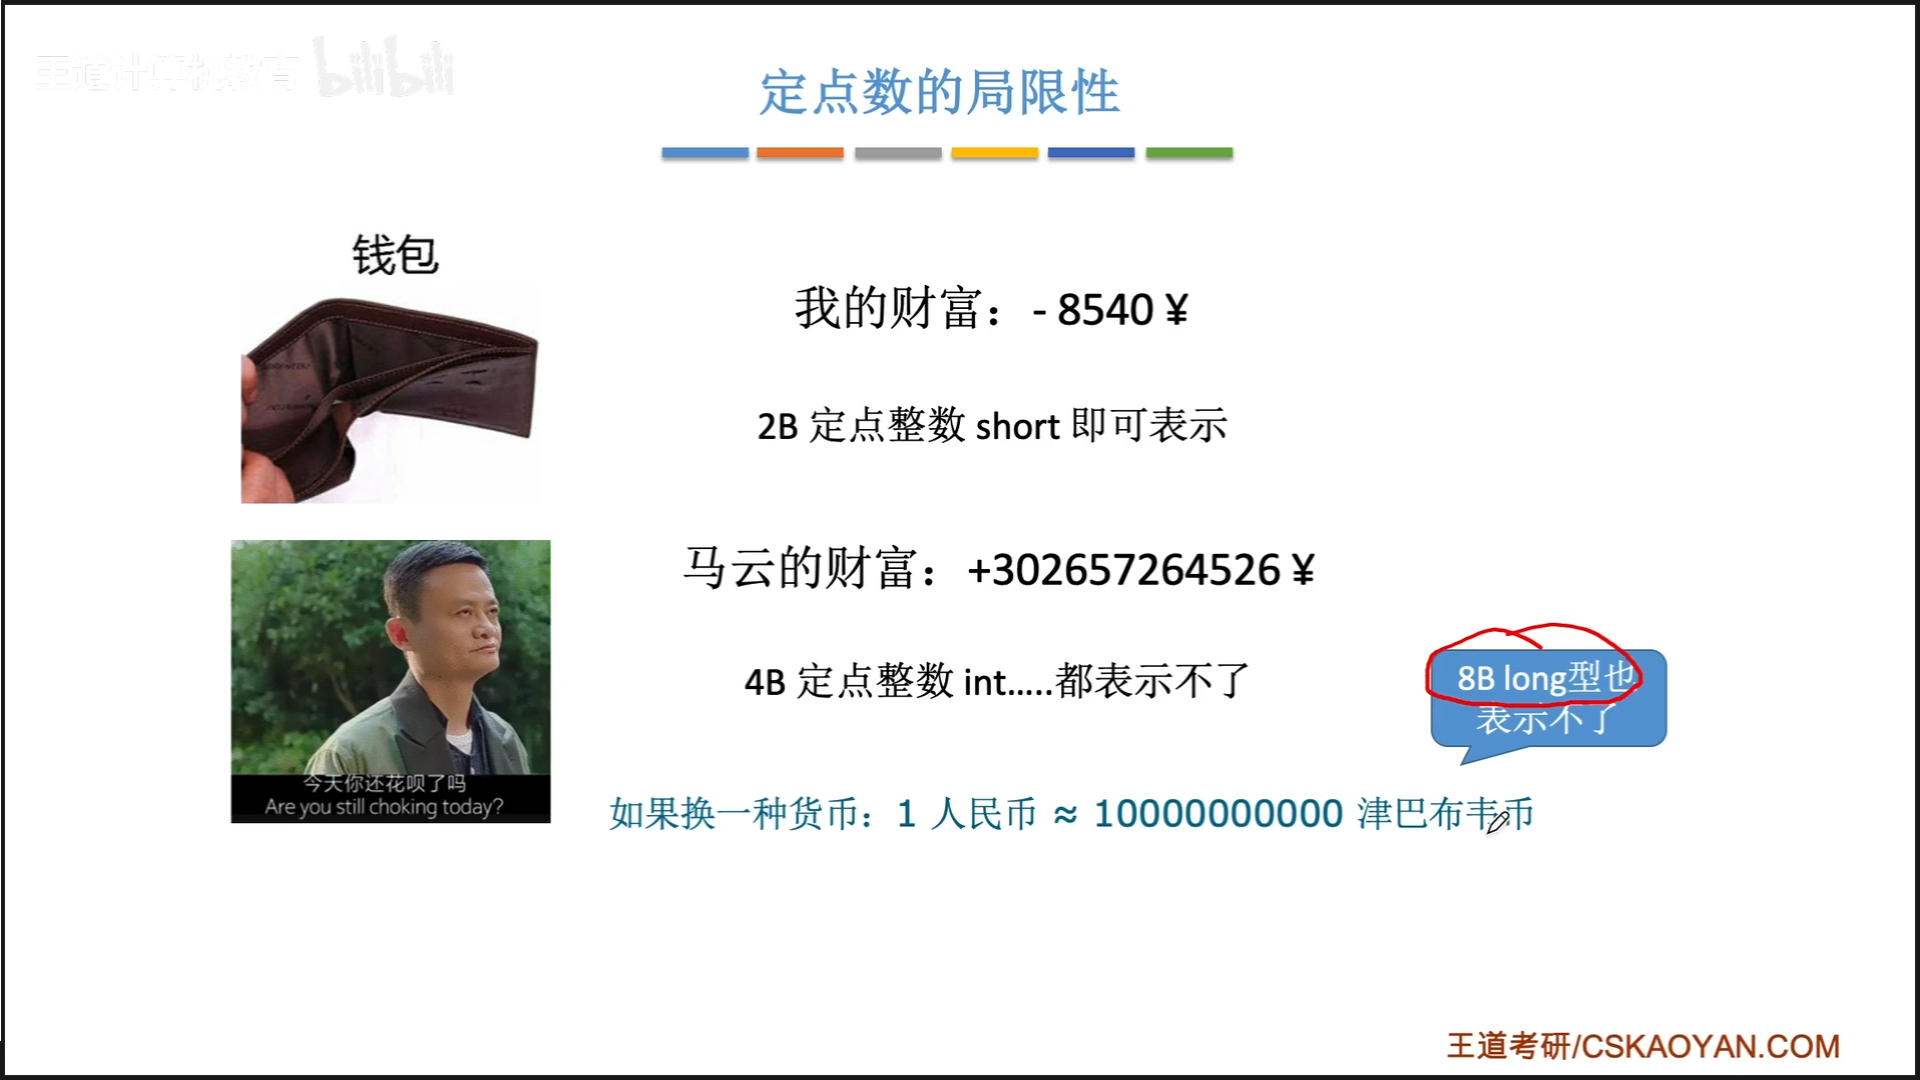 王道计算机教育 bilibili
定点数的局限性
钱包
我的财富：- 8540 ¥
2B 定点整数 short 即可表示
马云的财富：+302657264526 ¥
4B 定点整数 int.....都表示不了
8B long型也
表示不了
今天你还花呗了吗
Are you still choking today?
如果换一种货币：1 人民币 ≈ 10000000000 津巴布韦币
王道考研/CSKAOYAN.COM